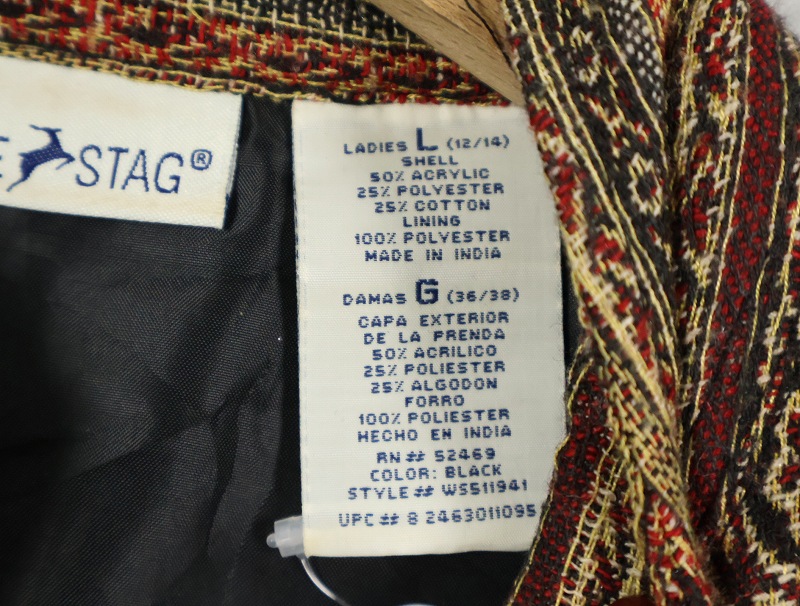 STAG®
LADIES L (12/14)
SHELL
50% ACRYLIC
25% POLYESTER
25% COTTON
LINING
100% POLYESTER
MADE IN INDIA
DAMAS G (36/38)
CAPA EXTERIOR
DE LA PRENDA
50% ACRILICO
25% POLIESTER
25% ALGODON
FORRO
100% POLIESTER
HECHO EN INDIA
RN# 52469
COLOR: BLACK
STYLE# WS511941
UPC# 8 2463011095